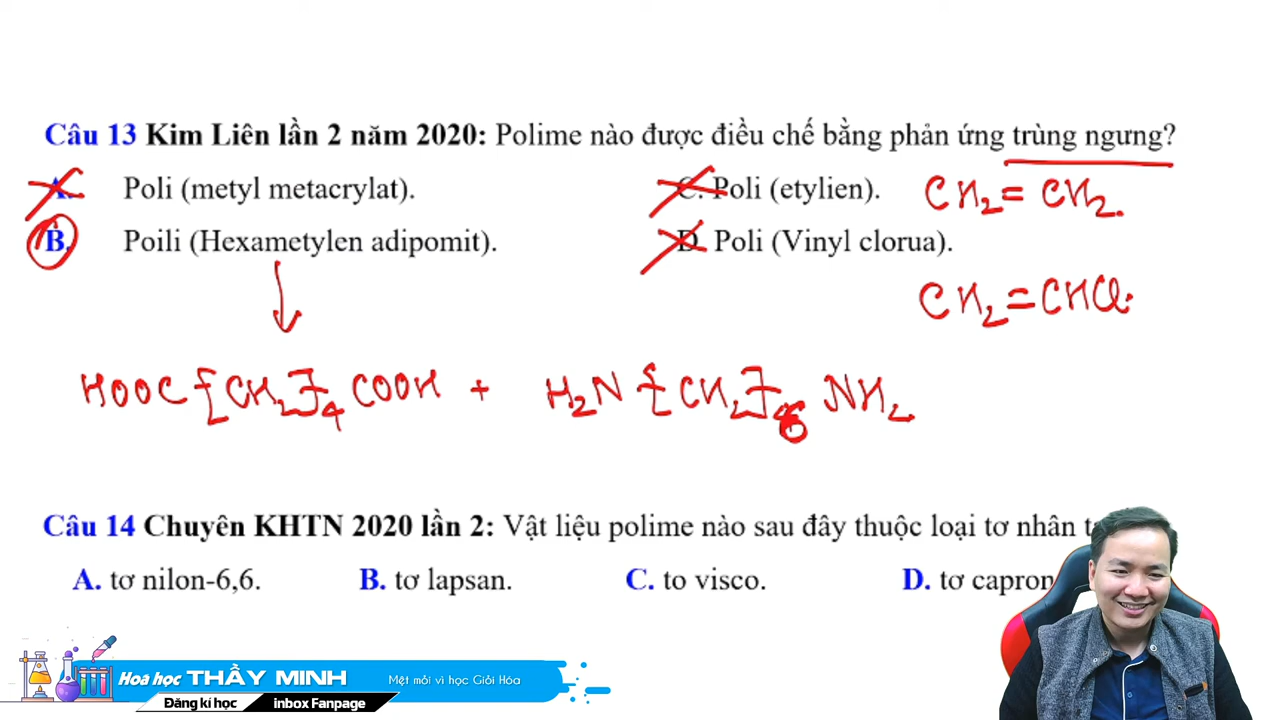 Câu 13 Kim Liên lần 2 năm 2020: Polime nào được điều chế bằng phản ứng trùng ngưng?
A. Poli (metyl metacrylat). C. Poli (etylien). CH2 = CH2.
B. Poili (Hexametylen adipomit). D. Poli (Vinyl clorua).
CH2 = CHCl.
HOOC [CH2]4 COOH + H2N [CH2]6 NH2
Câu 14 Chuyên KHTN 2020 lần 2: Vật liệu polime nào sau đây thuộc loại tơ nhân
A. tơ nilon-6,6. B. tơ lapsan. C. to visco. D. tơ capron
Hoá học THẦY MINH Mệt mỏi vì học Giỏi Hóa
Đăng kí học inbox Fanpage